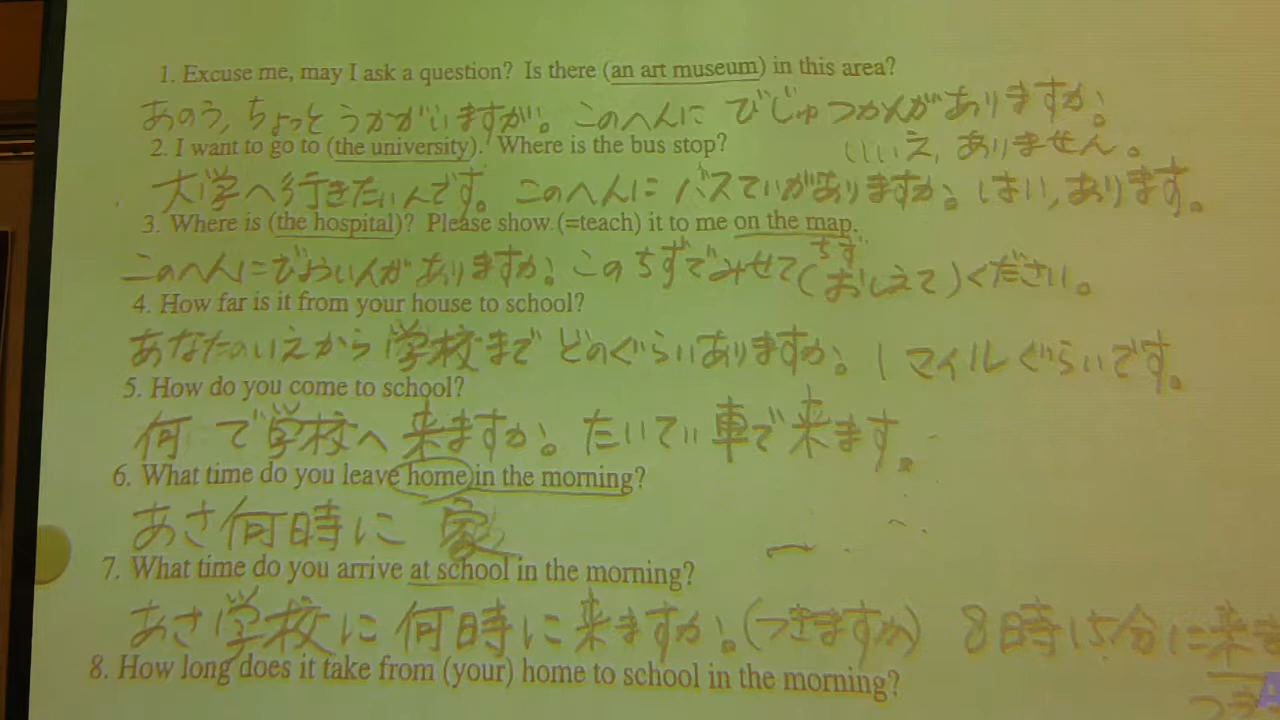 1. Excuse me, may I ask a question? Is there (an art museum) in this area?
あのう, ちょっと うかがいますが。このへんに びじゅつかんがありますか。
いいえ, ありません。
2. I want to go to (the university). Where is the bus stop?
大学へ行きたいんです。このへんに バスていがありますか。はい, あります。
3. Where is (the hospital)? Please show (=teach) it to me on the map.
ちず
このへんにびょういんがありますか。このちずでみせて(おしえて)ください。
4. How far is it from your house to school?
あなたのいえから学校まで どのぐらいありますか。1マイルぐらいです。
5. How do you come to school?
何で学校へ来ますか。たいてい車で来ます。
6. What time do you leave home in the morning?
あさ何時に 家
7. What time do you arrive at school in the morning?
あさ学校に 何時に来ますか。(つきますか) 8時15分に来ま
つきま
8. How long does it take from (your) home to school in the morning?